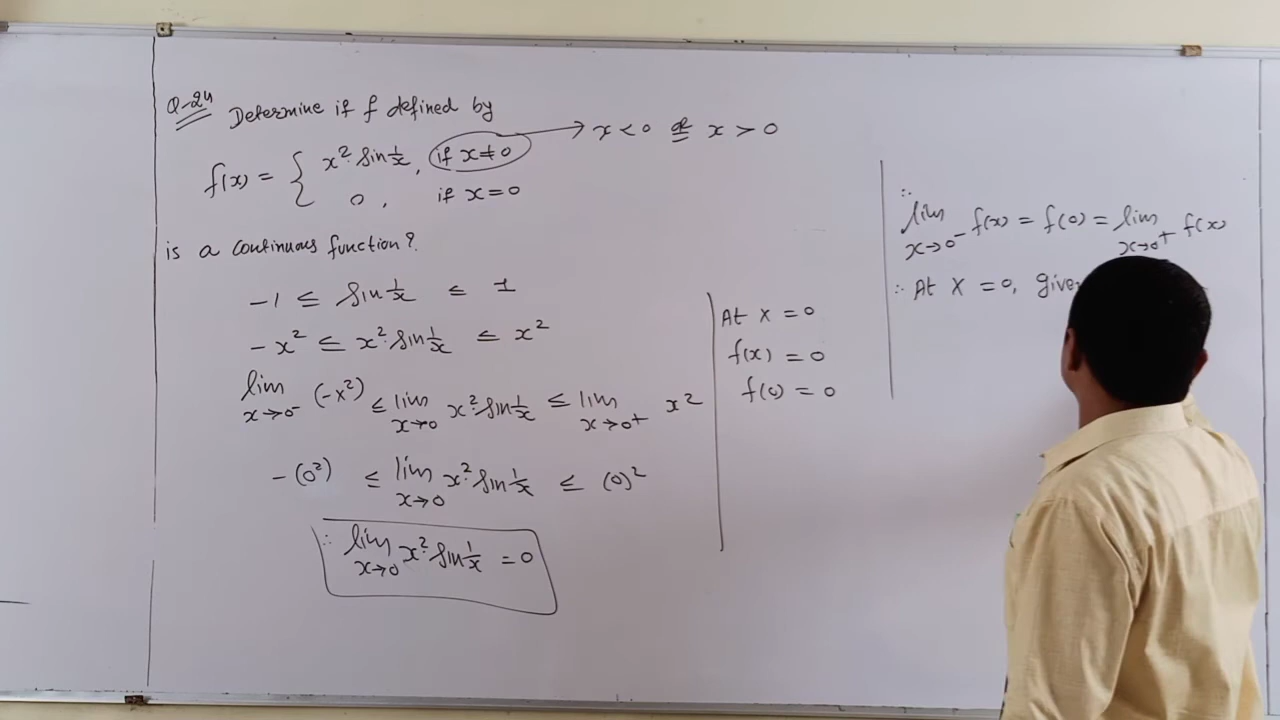 Q-24 Determine if f defined by
f(x) = { x² · sin 1/x, if x≠0 → x < 0 or x > 0
0, if x = 0
is a continuous function?
-1 ≤ sin 1/x ≤ 1
-x² ≤ x² · sin 1/x ≤ x²
lim x→0⁻ (-x²) ≤ lim x→0 x² · sin 1/x ≤ lim x→0⁺ x²
-(0²) ≤ lim x→0 x² · sin 1/x ≤ (0)²
∴ lim x→0 x² · sin 1/x = 0
At x = 0
f(x) = 0
f(0) = 0
∴
lim x→0⁻ f(x) = f(0) = lim x→0⁺ f(x)
∴ At x = 0, give